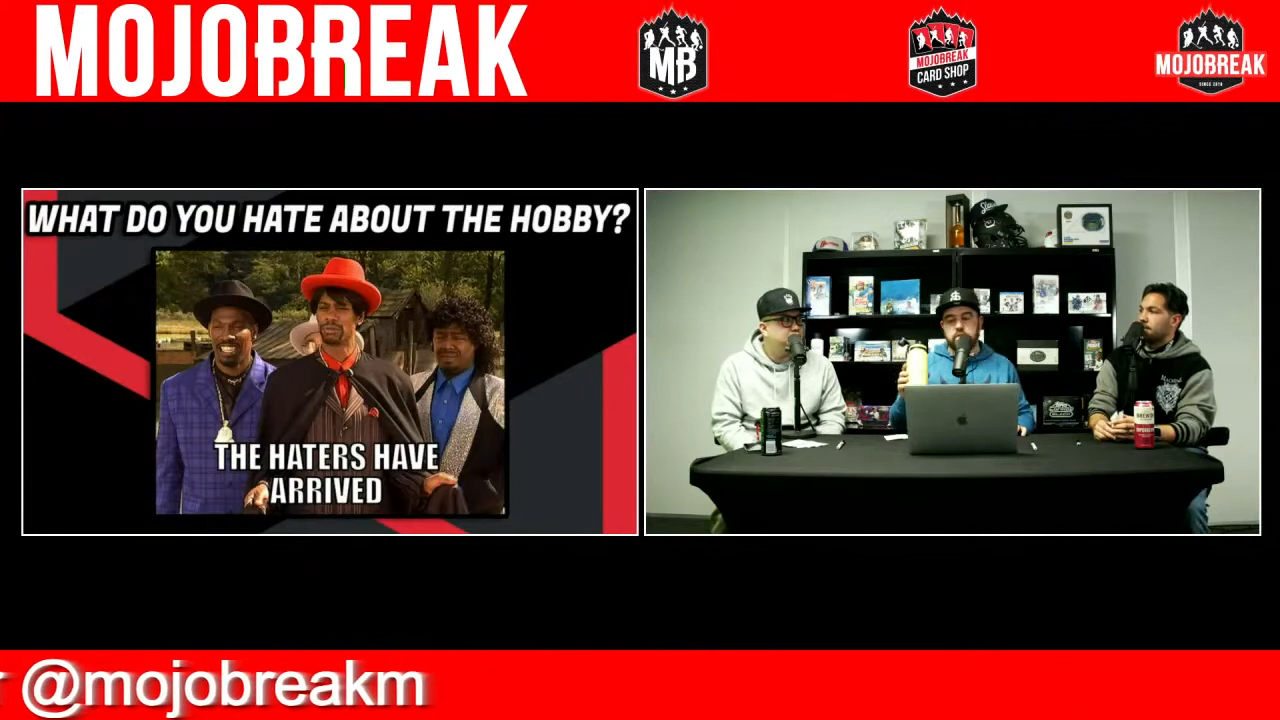 MOJOBREAK
MB
MOJOBREAK
CARD SHOP
MOJOBREAK
WHAT DO YOU HATE ABOUT THE HOBBY?
THE HATERS HAVE
ARRIVED
@mojobreakm